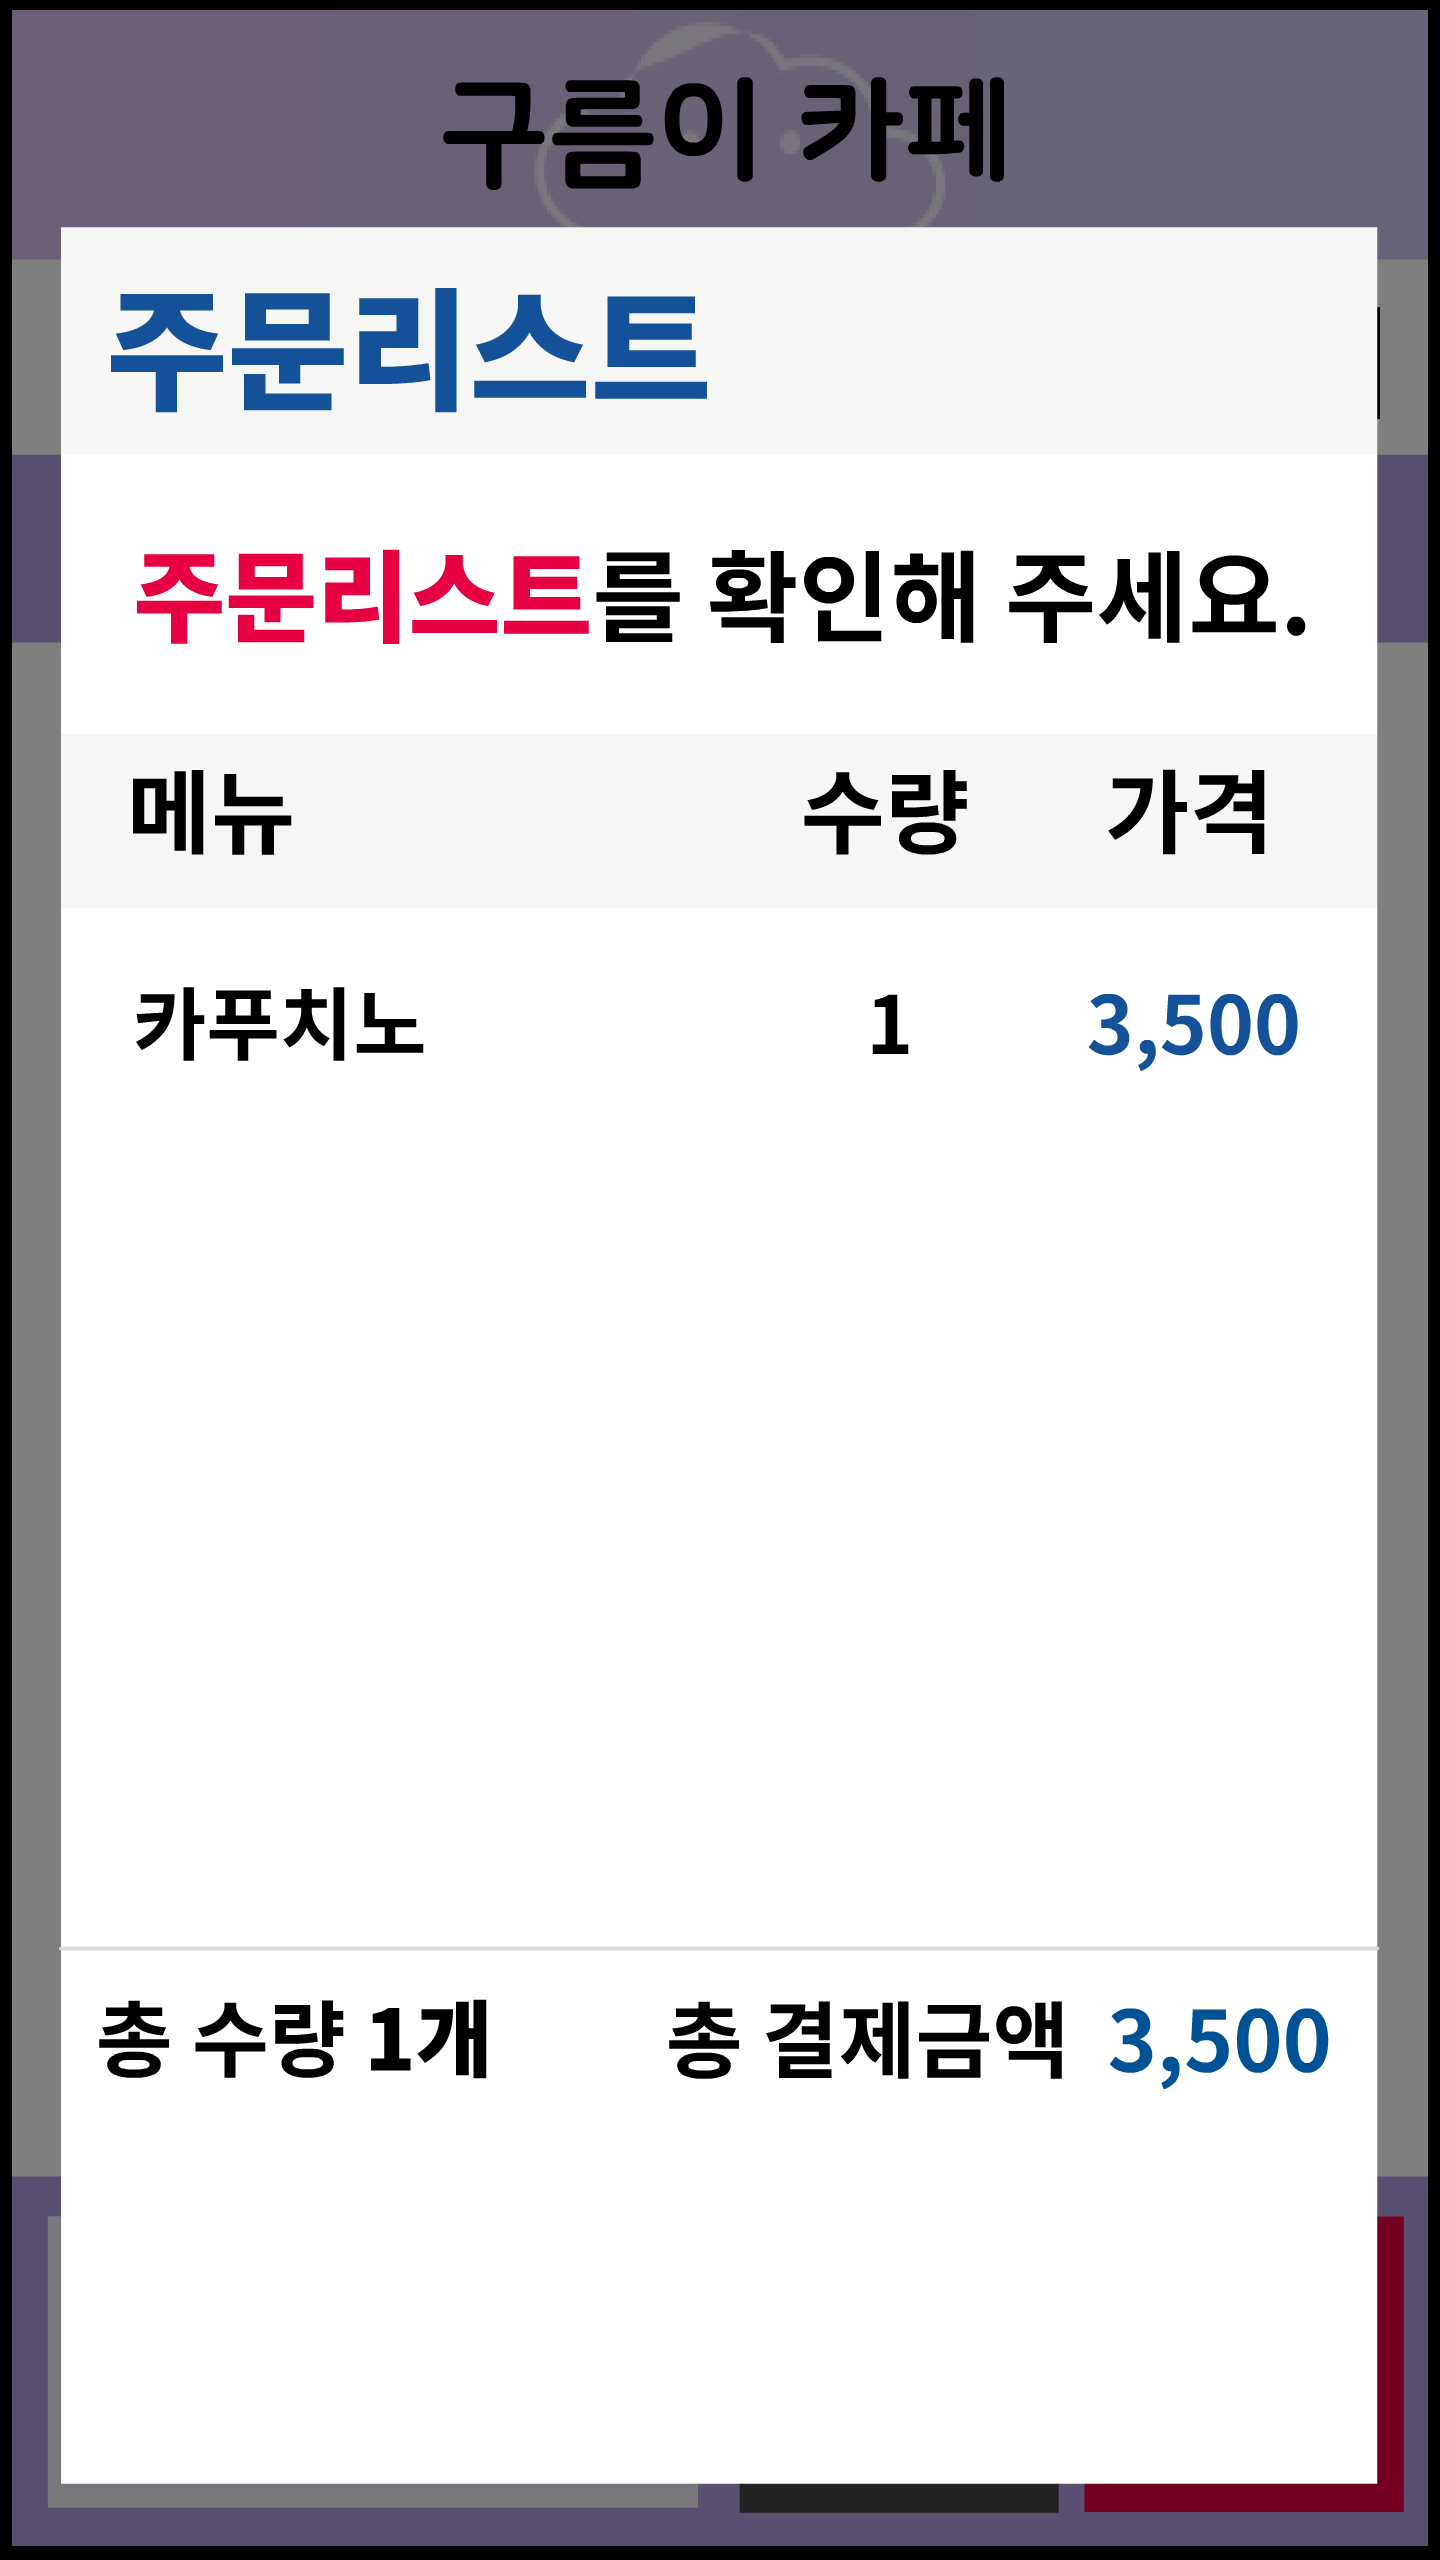 구름이 카페
주문리스트
주문리스트를 확인해 주세요.
메뉴 수량 가격
카푸치노 1 3,500
총 수량 1개 총 결제금액 3,500